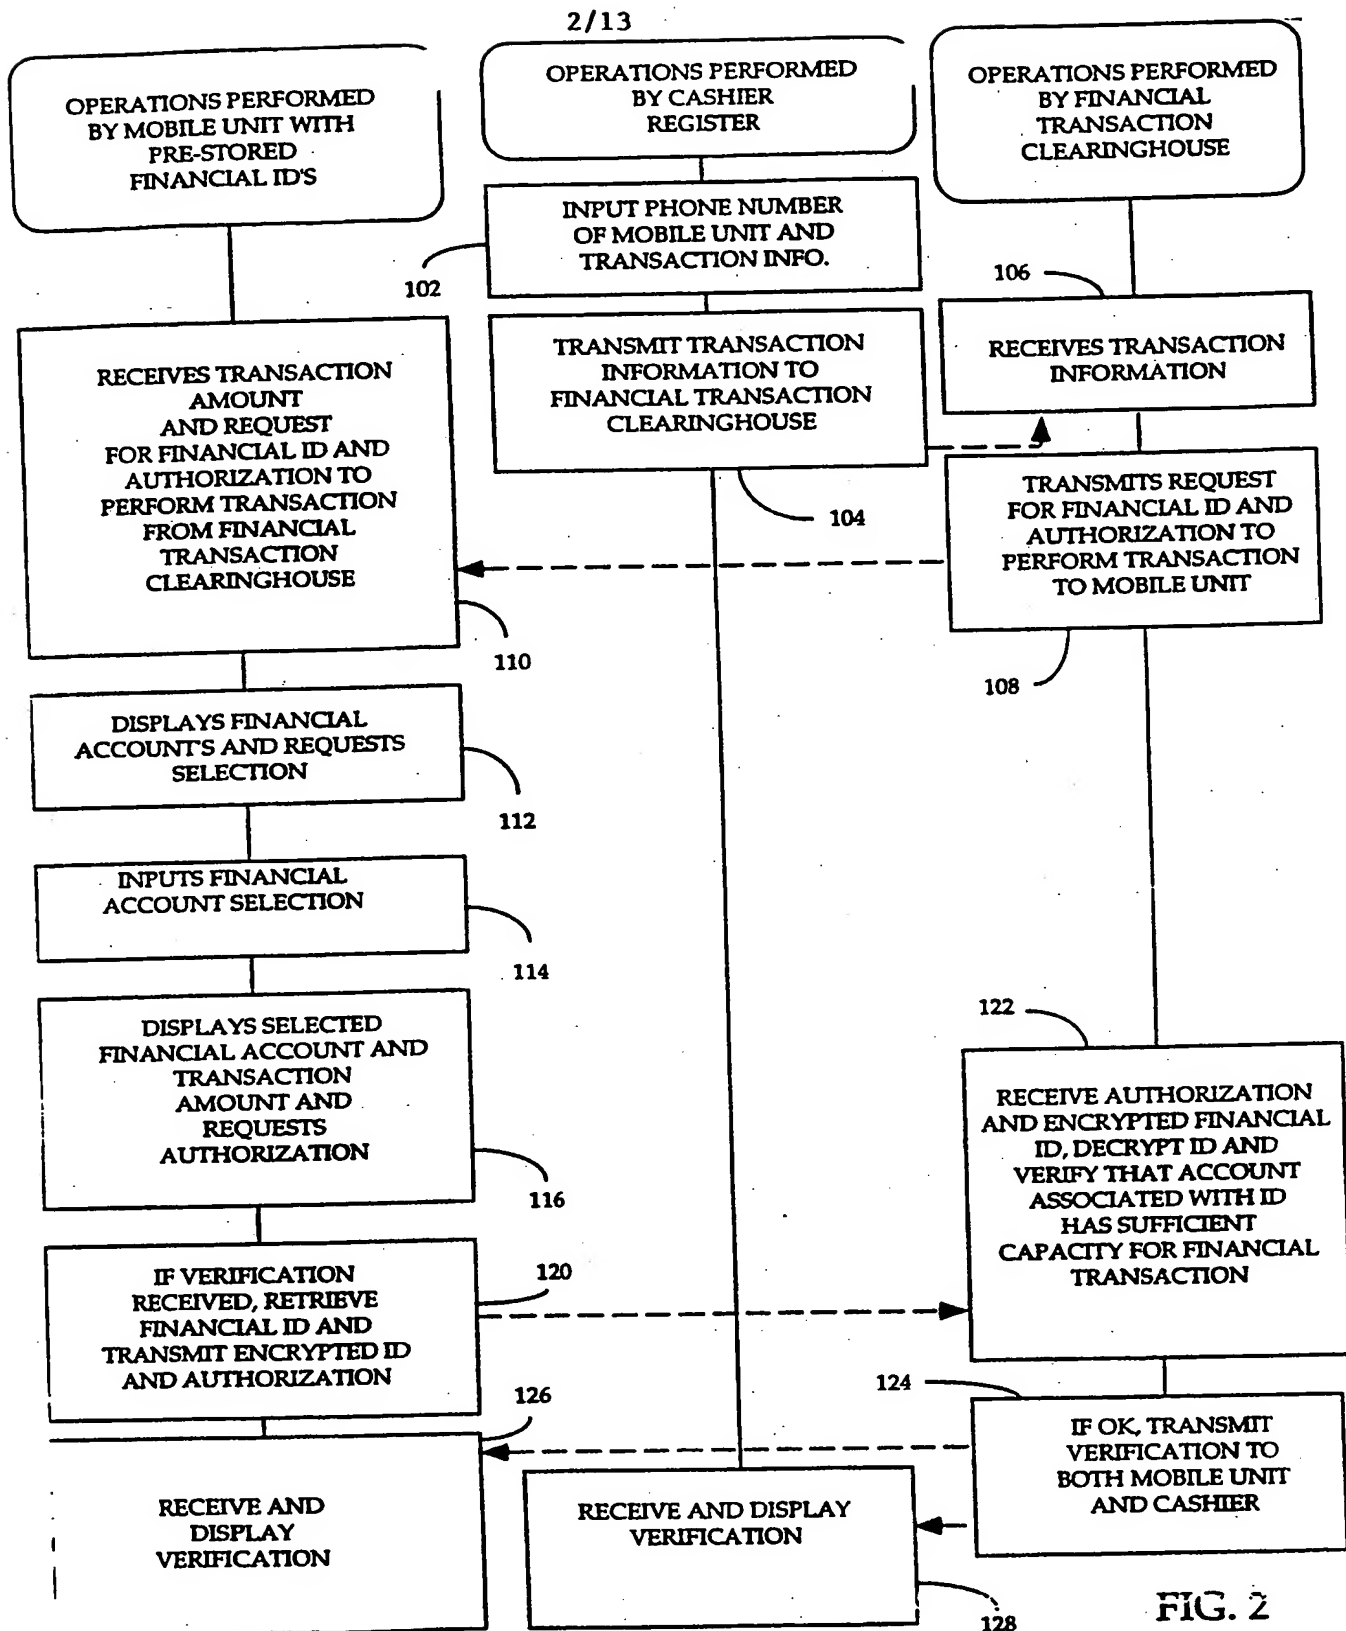 2/13
OPERATIONS PERFORMED
BY MOBILE UNIT WITH
PRE-STORED
FINANCIAL ID'S
OPERATIONS PERFORMED
BY CASHIER
REGISTER
OPERATIONS PERFORMED
BY FINANCIAL
TRANSACTION
CLEARINGHOUSE
INPUT PHONE NUMBER
OF MOBILE UNIT AND
TRANSACTION INFO.
102
106
RECEIVES TRANSACTION
AMOUNT
AND REQUEST
FOR FINANCIAL ID AND
AUTHORIZATION TO
PERFORM TRANSACTION
FROM FINANCIAL
TRANSACTION
CLEARINGHOUSE
110
TRANSMIT TRANSACTION
INFORMATION TO
FINANCIAL TRANSACTION
CLEARINGHOUSE
104
RECEIVES TRANSACTION
INFORMATION
TRANSMITS REQUEST
FOR FINANCIAL ID AND
AUTHORIZATION TO
PERFORM TRANSACTION
TO MOBILE UNIT
108
DISPLAYS FINANCIAL
ACCOUNT'S AND REQUESTS
SELECTION
112
INPUTS FINANCIAL
ACCOUNT SELECTION
114
DISPLAYS SELECTED
FINANCIAL ACCOUNT AND
TRANSACTION
AMOUNT AND
REQUESTS
AUTHORIZATION
116
122
RECEIVE AUTHORIZATION
AND ENCRYPTED FINANCIAL
ID, DECRYPT ID AND
VERIFY THAT ACCOUNT
ASSOCIATED WITH ID
HAS SUFFICIENT
CAPACITY FOR FINANCIAL
TRANSACTION
IF VERIFICATION
RECEIVED, RETRIEVE
FINANCIAL ID AND
TRANSMIT ENCRYPTED ID
AND AUTHORIZATION
120
126
124
IF OK, TRANSMIT
VERIFICATION TO
BOTH MOBILE UNIT
AND CASHIER
RECEIVE AND
DISPLAY
VERIFICATION
RECEIVE AND DISPLAY
VERIFICATION
128
FIG. 2